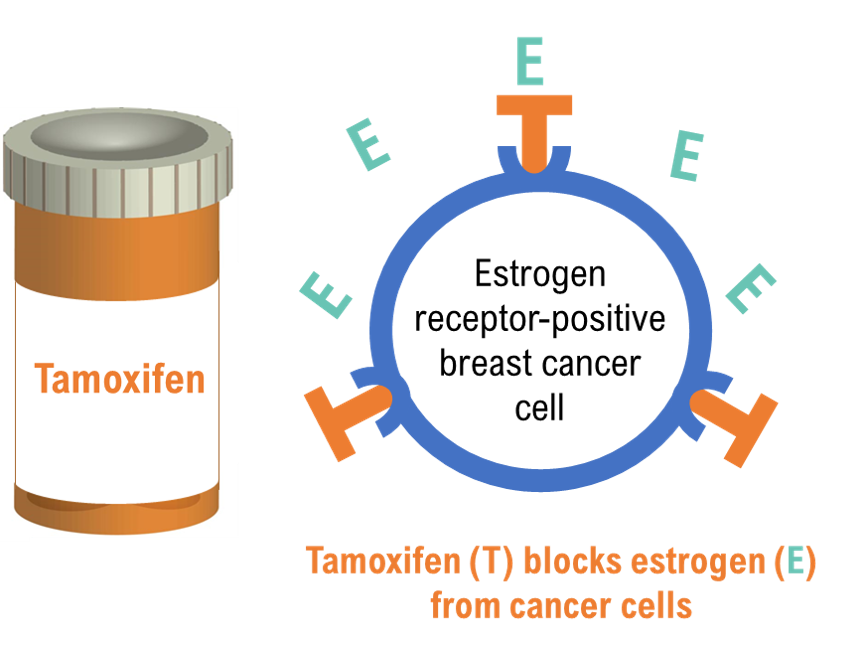 E
T
E
E
E
E
Tamoxifen
Estrogen
receptor-positive
breast cancer
cell
T
T
Tamoxifen (T) blocks estrogen (E)
from cancer cells